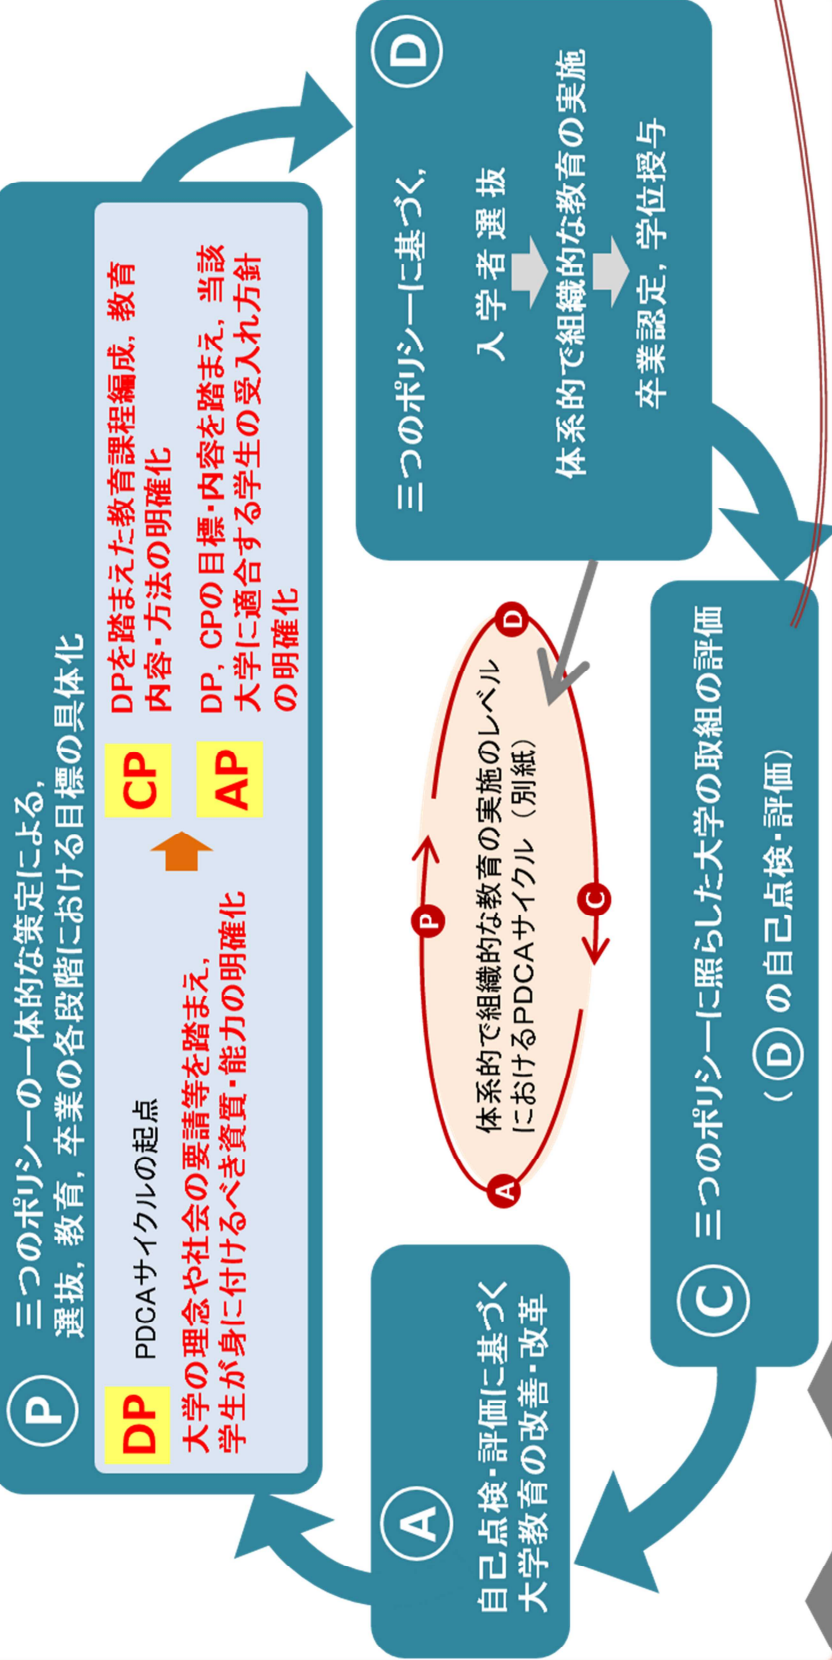 P
三つのポリシーの一体的な策定による,
選抜, 教育, 卒業の各段階における目標の具体化
DP
PDCAサイクルの起点
大学の理念や社会の要請等を踏まえ,
学生が身に付けるべき資質・能力の明確化
CP
DPを踏まえた教育課程編成, 教育
内容・方法の明確化
AP
DP, CPの目標・内容を踏まえ, 当該
大学に適合する学生の受入れ方針
の明確化
D
三つのポリシーに基づく,
入学者選抜
体系的で組織的な教育の実施
卒業認定, 学位授与
P
D
C
A
体系的で組織的な教育の実施のレベル
におけるPDCAサイクル（別紙）
A
自己点検・評価に基づく
大学教育の改善・改革
C
三つのポリシーに照らした大学の取組の評価
（Dの自己点検・評価）